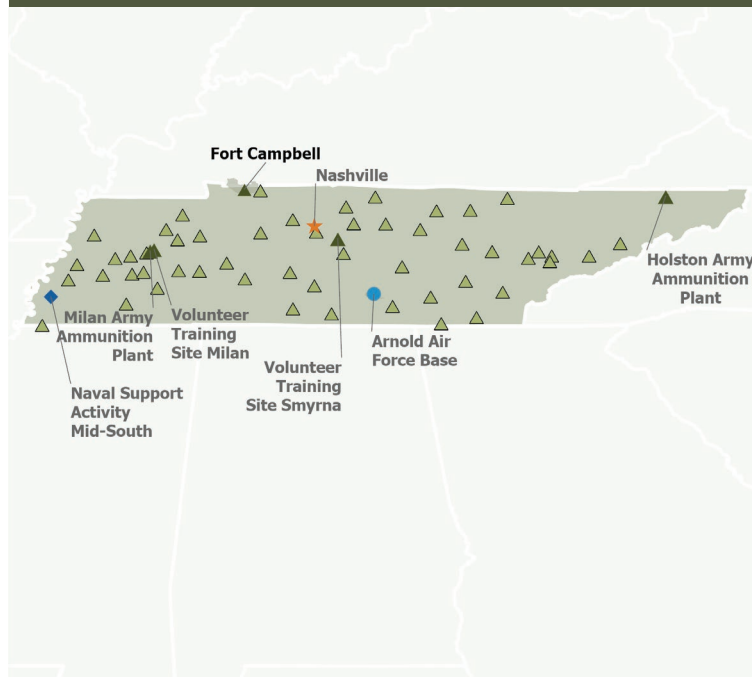 Fort Campbell
Nashville
Holston Army
Ammunition
Plant
Milan Army
Ammunition
Plant
Volunteer
Training
Site Milan
Volunteer
Training
Site Smyrna
Arnold Air
Force Base
Naval Support
Activity
Mid-South